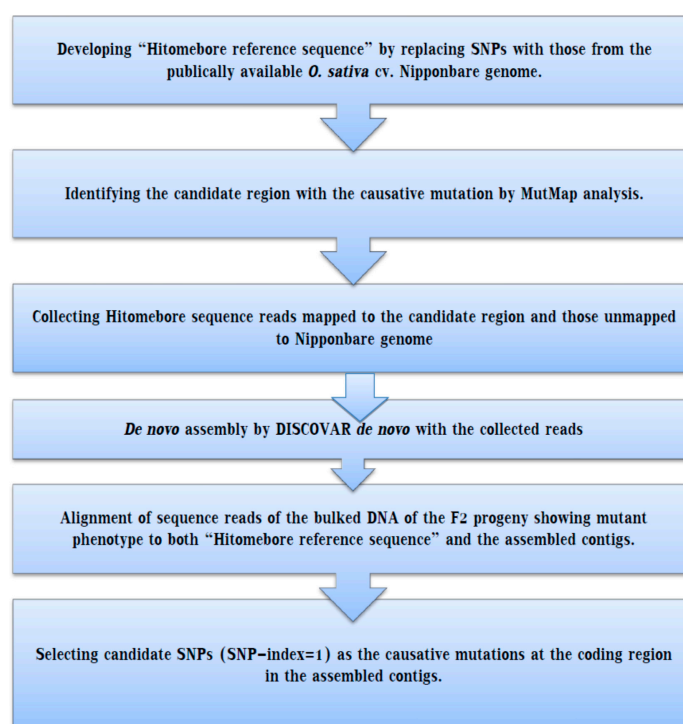 Developing “Hitomebore reference sequence” by replacing SNPs with those from the
publically available O. sativa cv. Nipponbare genome.
Identifying the candidate region with the causative mutation by MutMap analysis.
Collecting Hitomebore sequence reads mapped to the candidate region and those unmapped
to Nipponbare genome
De novo assembly by DISCOVAR de novo with the collected reads
Alignment of sequence reads of the bulked DNA of the F2 progeny showing mutant
phenotype to both “Hitomebore reference sequence” and the assembled contigs.
Selecting candidate SNPs (SNP-index=1) as the causative mutations at the coding region
in the assembled contigs.